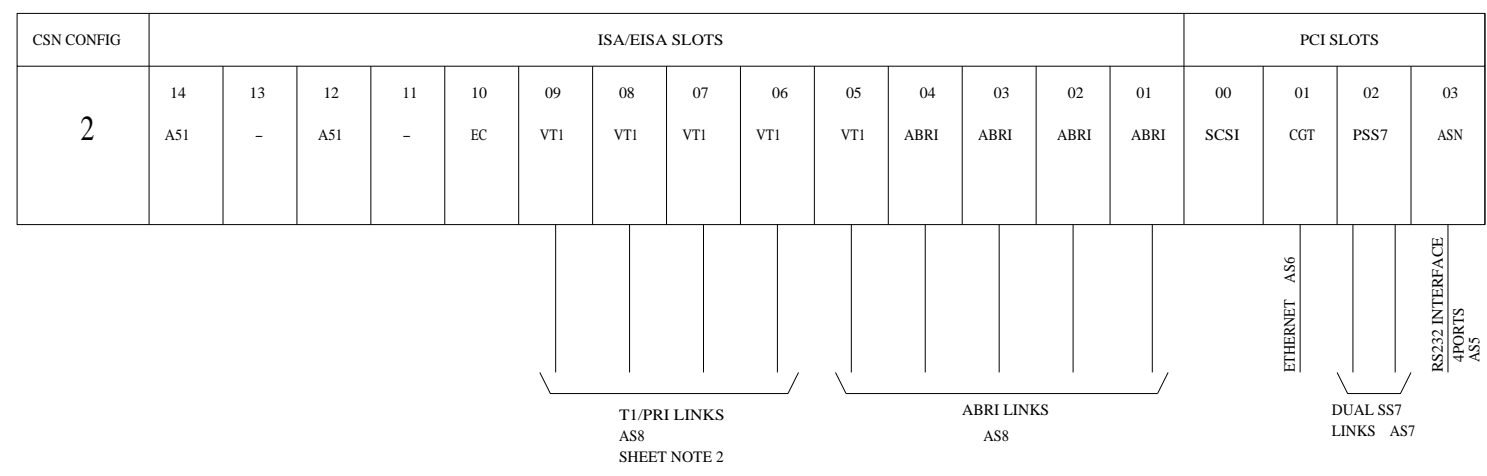 CSN CONFIG ISA/EISA SLOTS PCI SLOTS
2
14 13 12 11 10 09 08 07 06 05 04 03 02 01 00 01 02 03
A51 – A51 – EC VT1 VT1 VT1 VT1 VT1 ABRI ABRI ABRI ABRI SCSI CGT PSS7 ASN
ETHERNET AS6
RS232 INTERFACE
4PORTS
AS5
T1/PRI LINKS
AS8
SHEET NOTE 2
ABRI LINKS
AS8
DUAL SS7
LINKS AS7